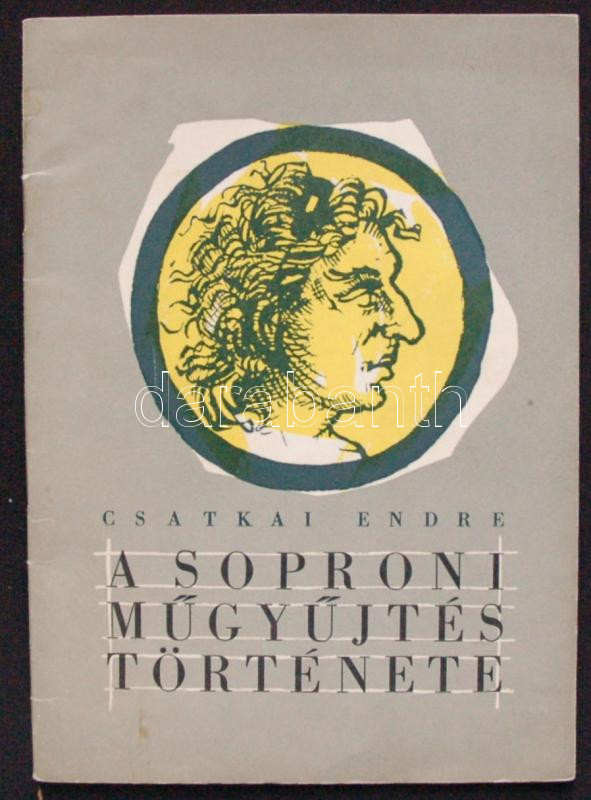 darabanth
CSATKAI ENDRE
A SOPRONI
MŰGYŰJTÉS
TÖRTÉNETE